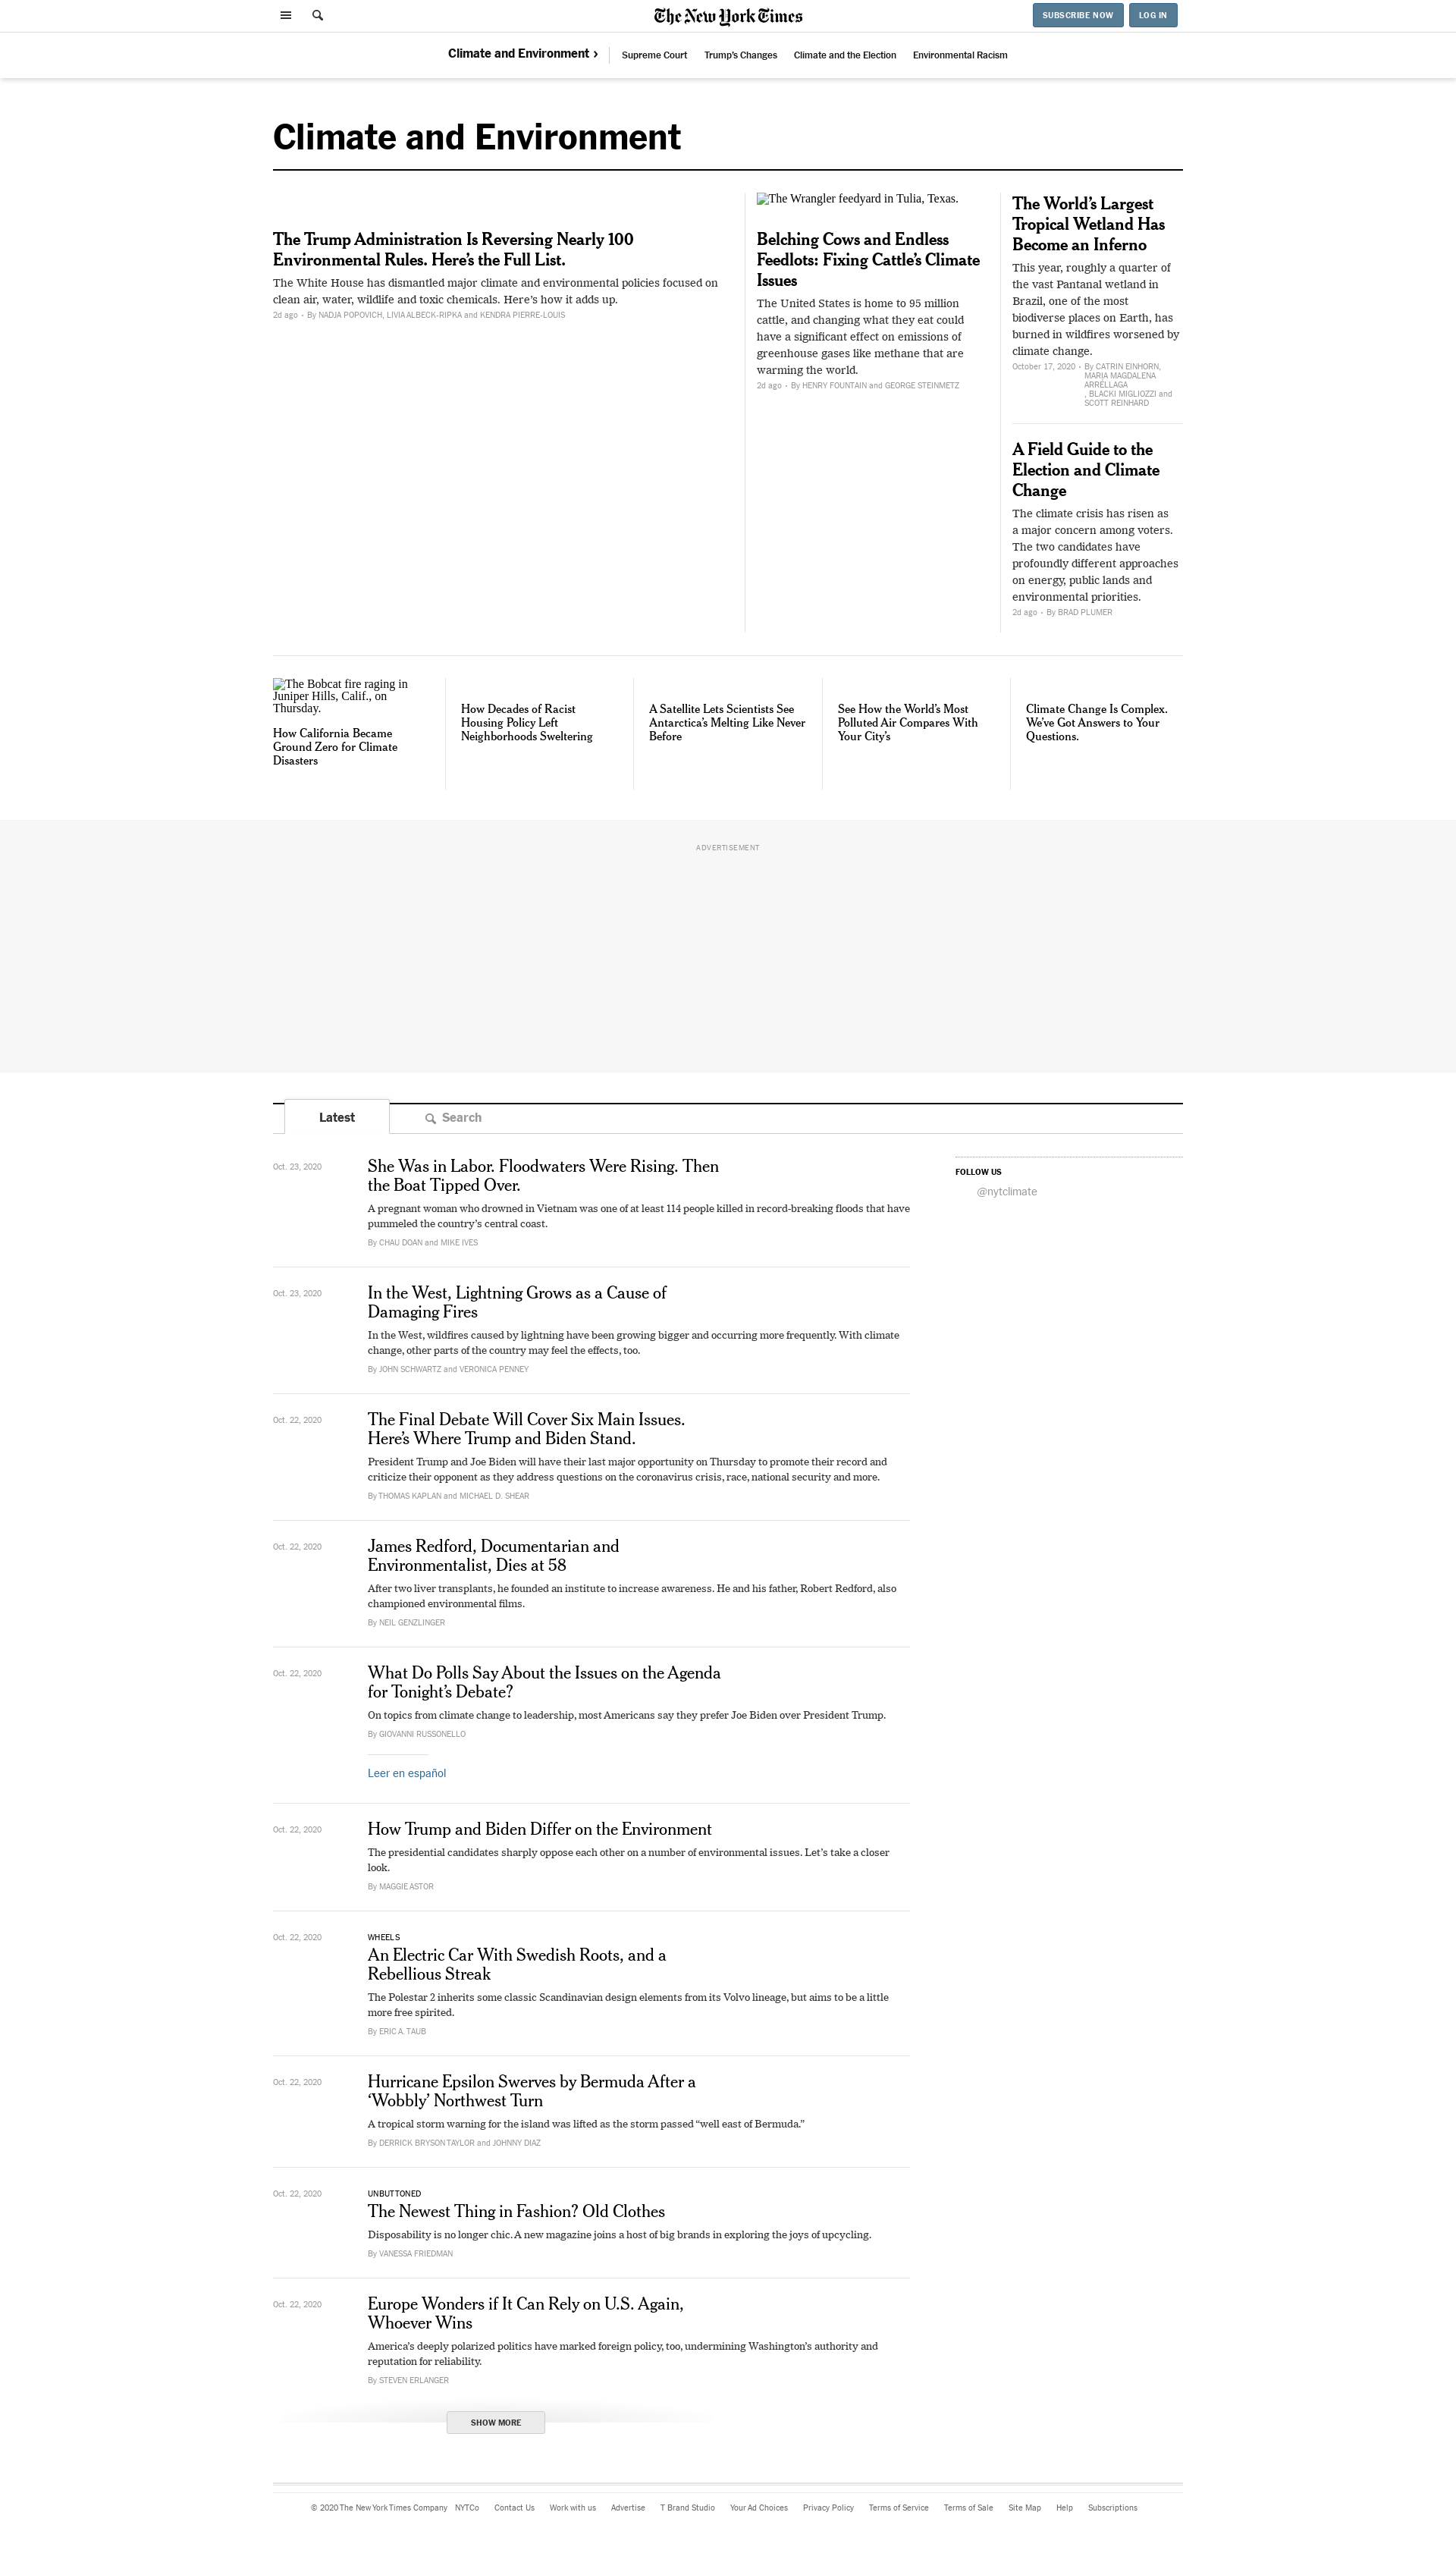 The New York Times
SUBSCRIBE NOW
LOG IN
Climate and Environment ›
Supreme Court
Trump's Changes
Climate and the Election
Environmental Racism
Climate and Environment
The Trump Administration Is Reversing Nearly 100
Environmental Rules. Here's the Full List.
The White House has dismantled major climate and environmental policies focused on
clean air, water, wildlife and toxic chemicals. Here's how it adds up.
2d ago • By NADJA POPOVICH, LIVIA ALBECK-RIPKA and KENDRA PIERRE-LOUIS
The Wrangler feedyard in Tulia, Texas.
Belching Cows and Endless
Feedlots: Fixing Cattle's Climate
Issues
The United States is home to 95 million
cattle, and changing what they eat could
have a significant effect on emissions of
greenhouse gases like methane that are
warming the world.
2d ago • By HENRY FOUNTAIN and GEORGE STEINMETZ
The World's Largest
Tropical Wetland Has
Become an Inferno
This year, roughly a quarter of
the vast Pantanal wetland in
Brazil, one of the most
biodiverse places on Earth, has
burned in wildfires worsened by
climate change.
October 17, 2020 • By CATRIN EINHORN,
MARIA MAGDALENA
ARRÉLLAGA
, BLACKI MIGLIOZZI and
SCOTT REINHARD
A Field Guide to the
Election and Climate
Change
The climate crisis has risen as
a major concern among voters.
The two candidates have
profoundly different approaches
on energy, public lands and
environmental priorities.
2d ago • By BRAD PLUMER
The Bobcat fire raging in
Juniper Hills, Calif., on
Thursday.
How California Became
Ground Zero for Climate
Disasters
How Decades of Racist
Housing Policy Left
Neighborhoods Sweltering
A Satellite Lets Scientists See
Antarctica's Melting Like Never
Before
See How the World's Most
Polluted Air Compares With
Your City's
Climate Change Is Complex.
We've Got Answers to Your
Questions.
ADVERTISEMENT
Latest
Search
Oct. 23, 2020
She Was in Labor. Floodwaters Were Rising. Then
the Boat Tipped Over.
A pregnant woman who drowned in Vietnam was one of at least 114 people killed in record-breaking floods that have
pummeled the country's central coast.
By CHAU DOAN and MIKE IVES
FOLLOW US
@nytclimate
Oct. 23, 2020
In the West, Lightning Grows as a Cause of
Damaging Fires
In the West, wildfires caused by lightning have been growing bigger and occurring more frequently. With climate
change, other parts of the country may feel the effects, too.
By JOHN SCHWARTZ and VERONICA PENNEY
Oct. 22, 2020
The Final Debate Will Cover Six Main Issues.
Here's Where Trump and Biden Stand.
President Trump and Joe Biden will have their last major opportunity on Thursday to promote their record and
criticize their opponent as they address questions on the coronavirus crisis, race, national security and more.
By THOMAS KAPLAN and MICHAEL D. SHEAR
Oct. 22, 2020
James Redford, Documentarian and
Environmentalist, Dies at 58
After two liver transplants, he founded an institute to increase awareness. He and his father, Robert Redford, also
championed environmental films.
By NEIL GENZLINGER
Oct. 22, 2020
What Do Polls Say About the Issues on the Agenda
for Tonight's Debate?
On topics from climate change to leadership, most Americans say they prefer Joe Biden over President Trump.
By GIOVANNI RUSSONELLO
Leer en español
Oct. 22, 2020
How Trump and Biden Differ on the Environment
The presidential candidates sharply oppose each other on a number of environmental issues. Let's take a closer
look.
By MAGGIE ASTOR
Oct. 22, 2020
WHEELS
An Electric Car With Swedish Roots, and a
Rebellious Streak
The Polestar 2 inherits some classic Scandinavian design elements from its Volvo lineage, but aims to be a little
more free spirited.
By ERIC A. TAUB
Oct. 22, 2020
Hurricane Epsilon Swerves by Bermuda After a
‘Wobbly’ Northwest Turn
A tropical storm warning for the island was lifted as the storm passed “well east of Bermuda.”
By DERRICK BRYSON TAYLOR and JOHNNY DIAZ
Oct. 22, 2020
UNBUTTONED
The Newest Thing in Fashion? Old Clothes
Disposability is no longer chic. A new magazine joins a host of big brands in exploring the joys of upcycling.
By VANESSA FRIEDMAN
Oct. 22, 2020
Europe Wonders if It Can Rely on U.S. Again,
Whoever Wins
America's deeply polarized politics have marked foreign policy, too, undermining Washington's authority and
reputation for reliability.
By STEVEN ERLANGER
SHOW MORE
© 2020 The New York Times Company
NYTCo
Contact Us
Work with us
Advertise
T Brand Studio
Your Ad Choices
Privacy Policy
Terms of Service
Terms of Sale
Site Map
Help
Subscriptions